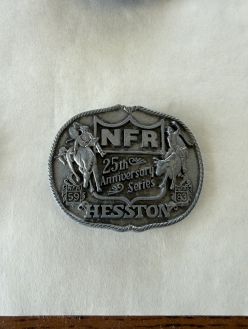 NFR
25th
Anniversary
Series
59
83
HESSTON